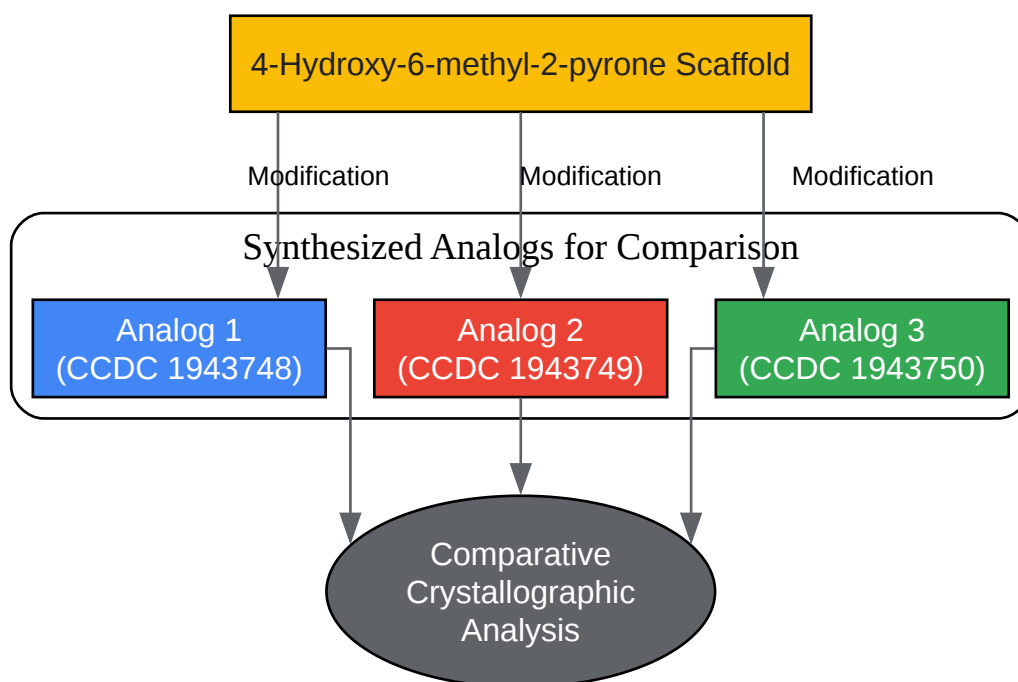 4-Hydroxy-6-methyl-2-pyrone Scaffold
Modification
Modification
Modification
Synthesized Analogs for Comparison
Analog 1
(CCDC 1943748)
Analog 2
(CCDC 1943749)
Analog 3
(CCDC 1943750)
Comparative
Crystallographic
Analysis